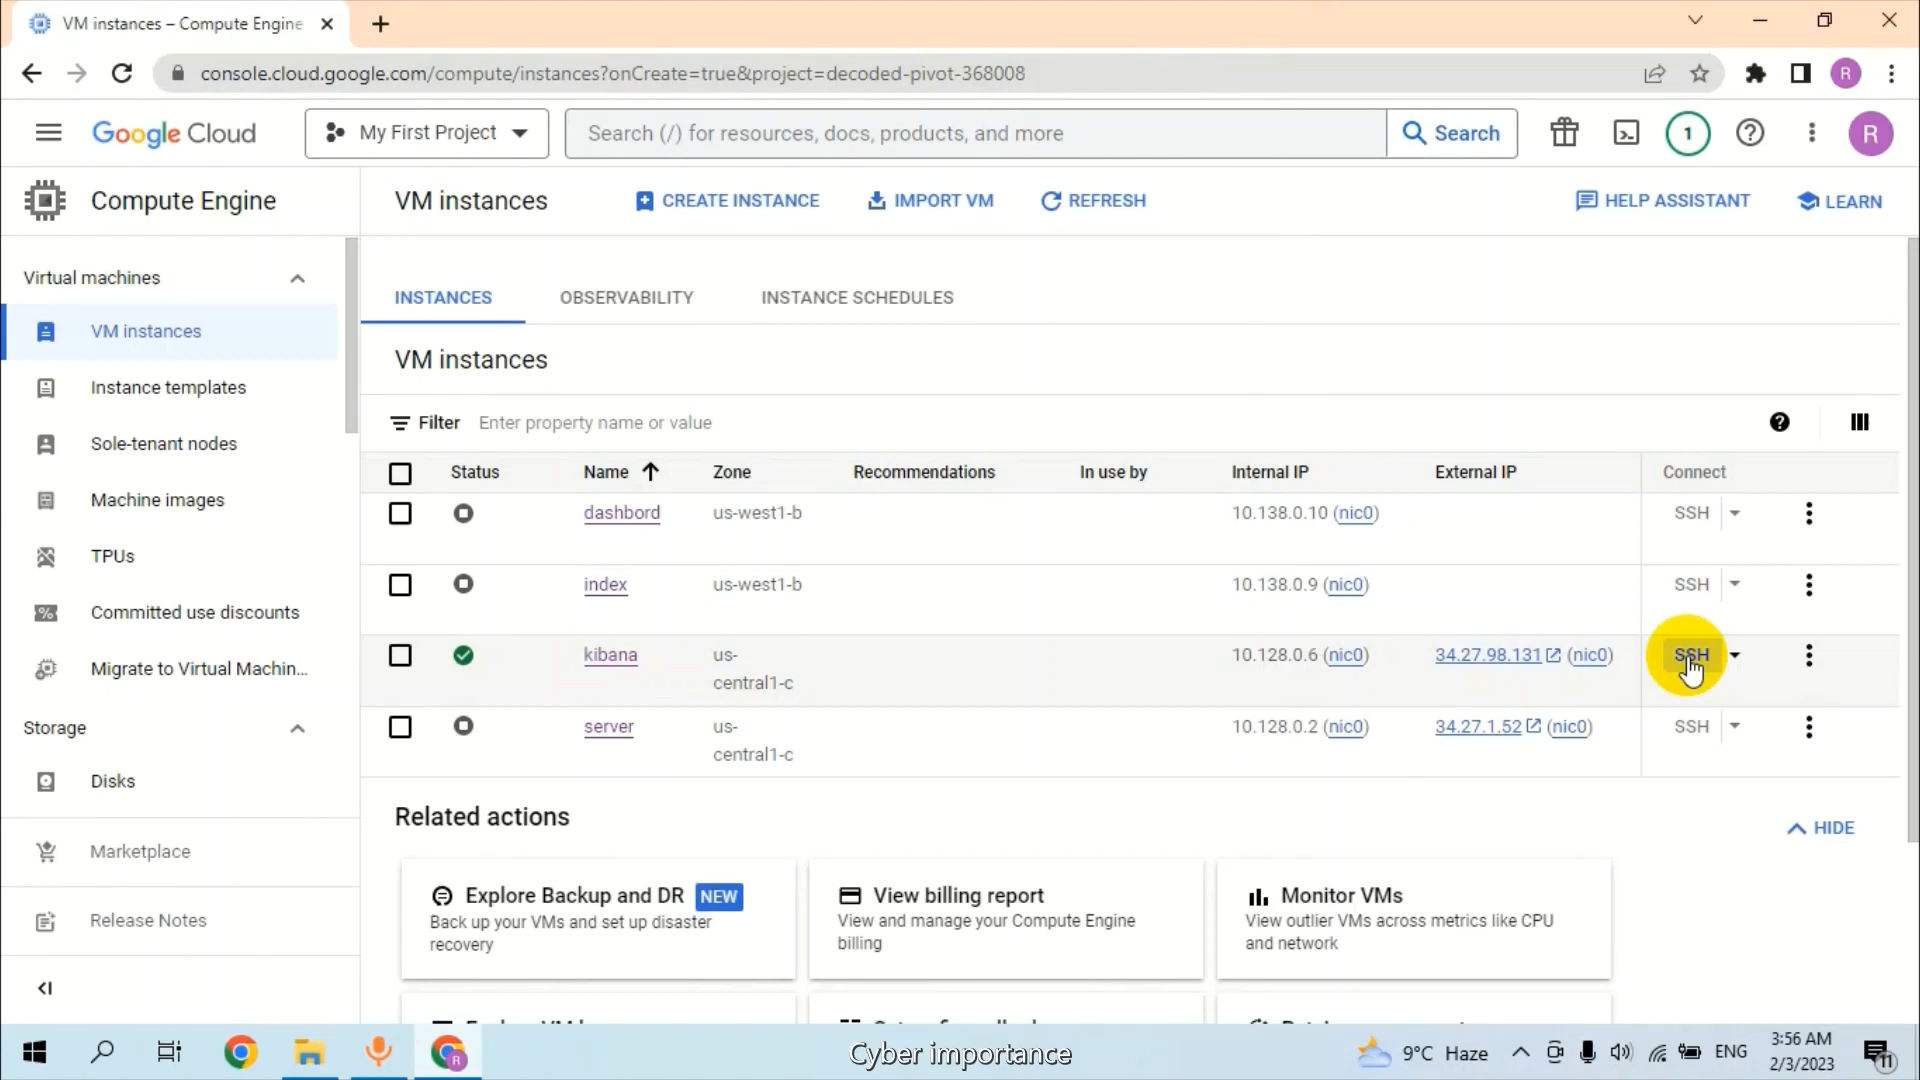 VM instances – Compute Engine
console.cloud.google.com/compute/instances?onCreate=true&project=decoded-pivot-368008
R
Google Cloud
My First Project
Search (/) for resources, docs, products, and more
Search
1
R
Compute Engine
VM instances
CREATE INSTANCE
IMPORT VM
REFRESH
HELP ASSISTANT
LEARN
Virtual machines
VM instances
Instance templates
Sole-tenant nodes
Machine images
TPUs
Committed use discounts
Migrate to Virtual Machin...
Storage
Disks
Marketplace
Release Notes
INSTANCES
OBSERVABILITY
INSTANCE SCHEDULES
VM instances
Filter
Enter property name or value
Status
Name
Zone
Recommendations
In use by
Internal IP
External IP
Connect
dashbord
us-west1-b
10.138.0.10 (nic0)
SSH
index
us-west1-b
10.138.0.9 (nic0)
SSH
kibana
us-
central1-c
10.128.0.6 (nic0)
34.27.98.131 (nic0)
SSH
server
us-
central1-c
10.128.0.2 (nic0)
34.27.1.52 (nic0)
SSH
Related actions
HIDE
Explore Backup and DR NEW
Back up your VMs and set up disaster
recovery
View billing report
View and manage your Compute Engine
billing
Monitor VMs
View outlier VMs across metrics like CPU
and network
R
Cyber importance
9°C Haze
ENG
3:56 AM
2/3/2023
11